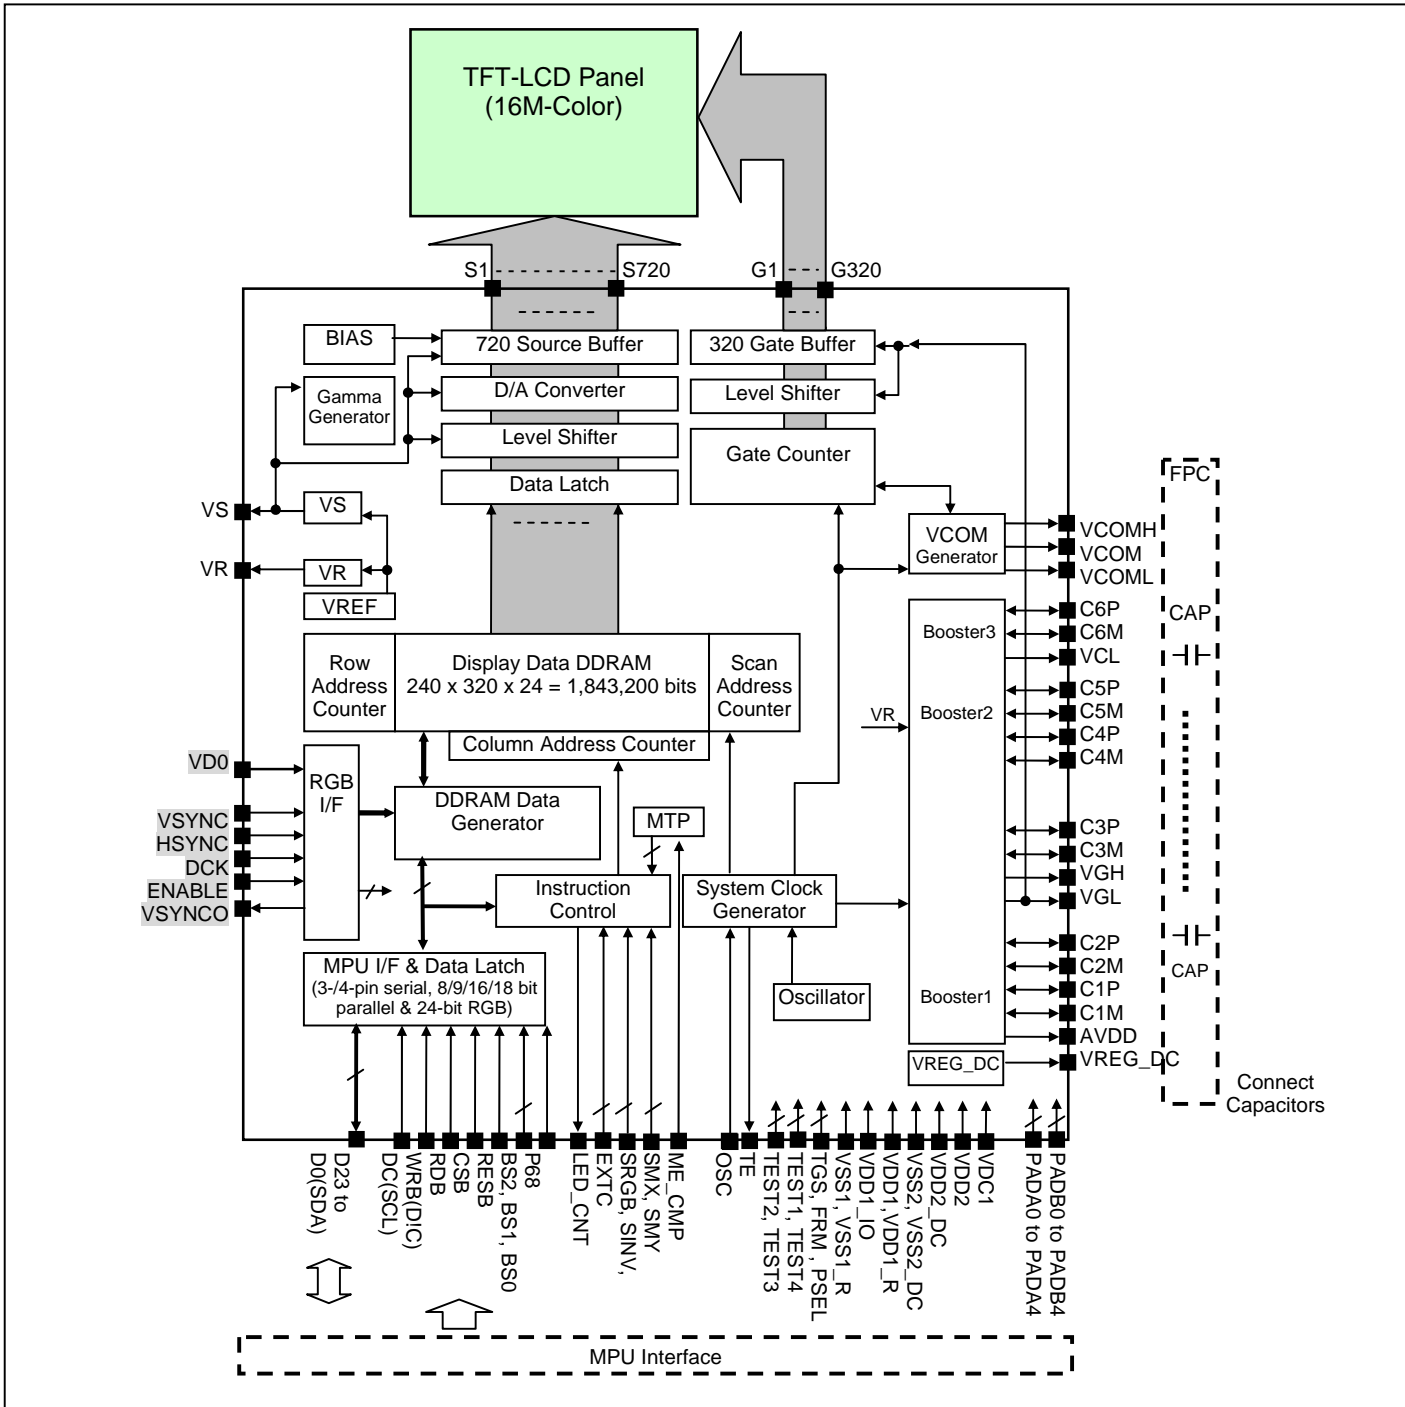 TFT-LCD Panel
(16M-Color)
S1
S720
G1
G320
BIAS
720 Source Buffer
320 Gate Buffer
Gamma
Generator
D/A Converter
Level Shifter
Level Shifter
Gate Counter
Data Latch
FPC
VS
VS
VCOM
Generator
VCOMH
VCOM
VCOML
VR
VR
VREF
C6P
C6M
VCL
CAP
Booster3
Row
Address
Counter
Display Data DDRAM
240 x 320 x 24 = 1,843,200 bits
Scan
Address
Counter
Column Address Counter
VR
Booster2
C5P
C5M
C4P
C4M
VD0
VSYNC
HSYNC
DCK
ENABLE
VSYNCO
RGB
I/F
DDRAM Data
Generator
MTP
C3P
C3M
VGH
VGL
Instruction
Control
System Clock
Generator
MPU I/F & Data Latch
(3-/4-pin serial, 8/9/16/18 bit
parallel & 24-bit RGB)
Oscillator
Booster1
C2P
C2M
C1P
C1M
AVDD
VREG_DC
CAP
VREG_DC
Connect
Capacitors
D23 to
D0(SDA)
DC(SCL)
WRB(D!C)
RDB
CSB
RESB
BS2, BS1, BS0
P68
LED_CNT
EXTC
SRGB, SINV,
SMX, SMY
ME_CMP
OSC
TE
TEST2, TEST3
TEST1, TEST4
TGS, FRM , PSEL
VSS1, VSS1_R
VDD1_IO
VDD1,VDD1_R
VSS2, VSS2_DC
VDD2_DC
VDD2
VDC1
PADA0 to PADA4
PADB0 to PADB4
MPU Interface